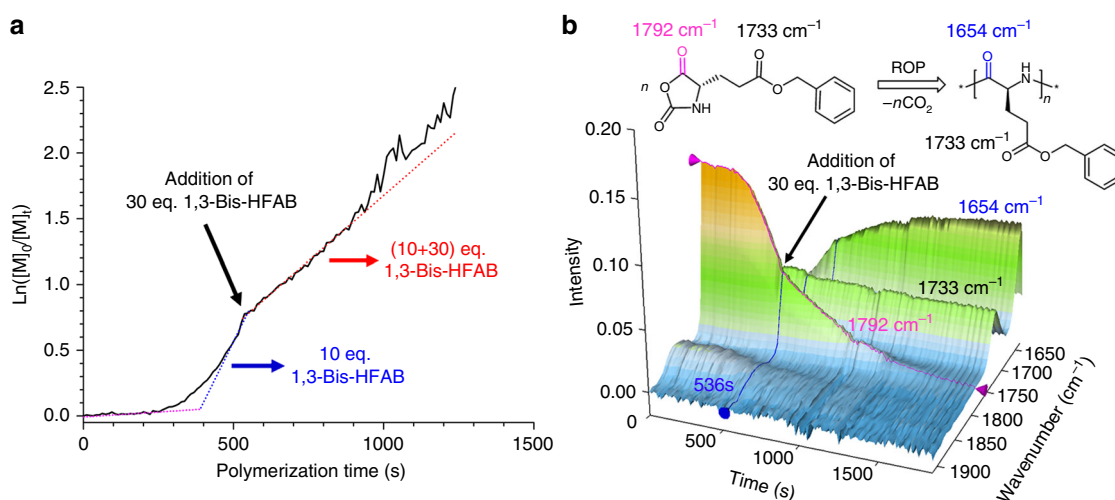 a
2.5
2.0
1.5
1.0
0.5
0.0
Ln([M]₀/[M]ₜ)
Addition of
30 eq. 1,3-Bis-HFAB
(10+30) eq.
1,3-Bis-HFAB
10 eq.
1,3-Bis-HFAB
0
500
1000
1500
Polymerization time (s)
b
1792 cm⁻¹
1733 cm⁻¹
1654 cm⁻¹
n
O
O
O
NH
O
O
ROP
–nCO₂
*
O
H
N
n
*
1733 cm⁻¹
O
O
Addition of
30 eq. 1,3-Bis-HFAB
1654 cm⁻¹
1733 cm⁻¹
1792 cm⁻¹
536s
0.20
0.15
0.10
0.05
0.00
Intensity
0
500
1000
1500
Time (s)
1650
1700
1750
1800
1850
1900
Wavenumber (cm⁻¹)